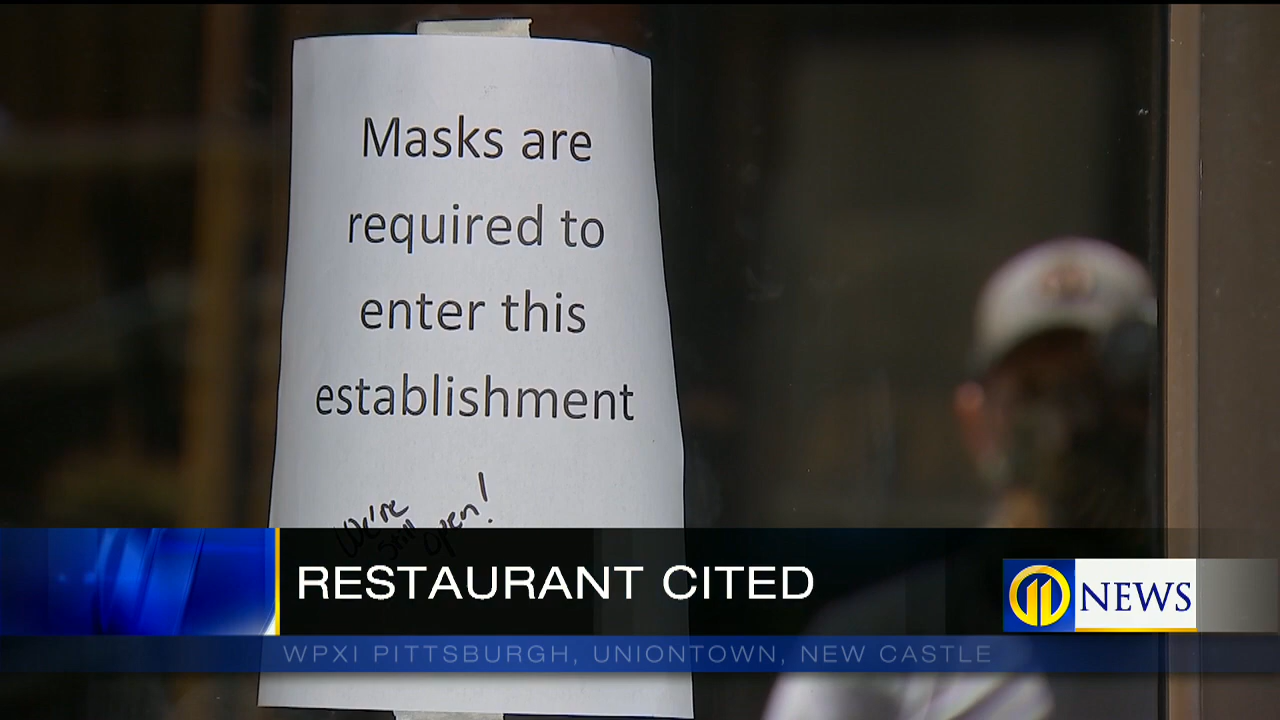 Masks are
required to
enter this
establishment
We're
still
open!
RESTAURANT CITED
11 NEWS
WPXI PITTSBURGH, UNIONTOWN, NEW CASTLE